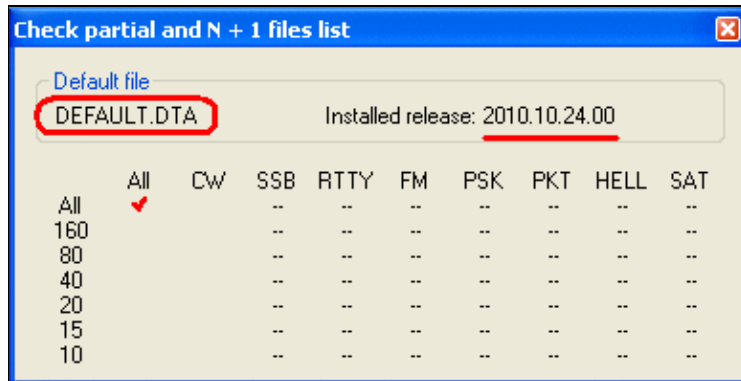 Check partial and N + 1 files list
Default file
DEFAULT.DTA Installed release: 2010.10.24.00
All CW SSB RTTY FM PSK PKT HELL SAT
All -- -- -- -- -- -- --
160 -- -- -- -- -- -- --
80 -- -- -- -- -- -- --
40 -- -- -- -- -- -- --
20 -- -- -- -- -- -- --
15 -- -- -- -- -- -- --
10 -- -- -- -- -- -- --